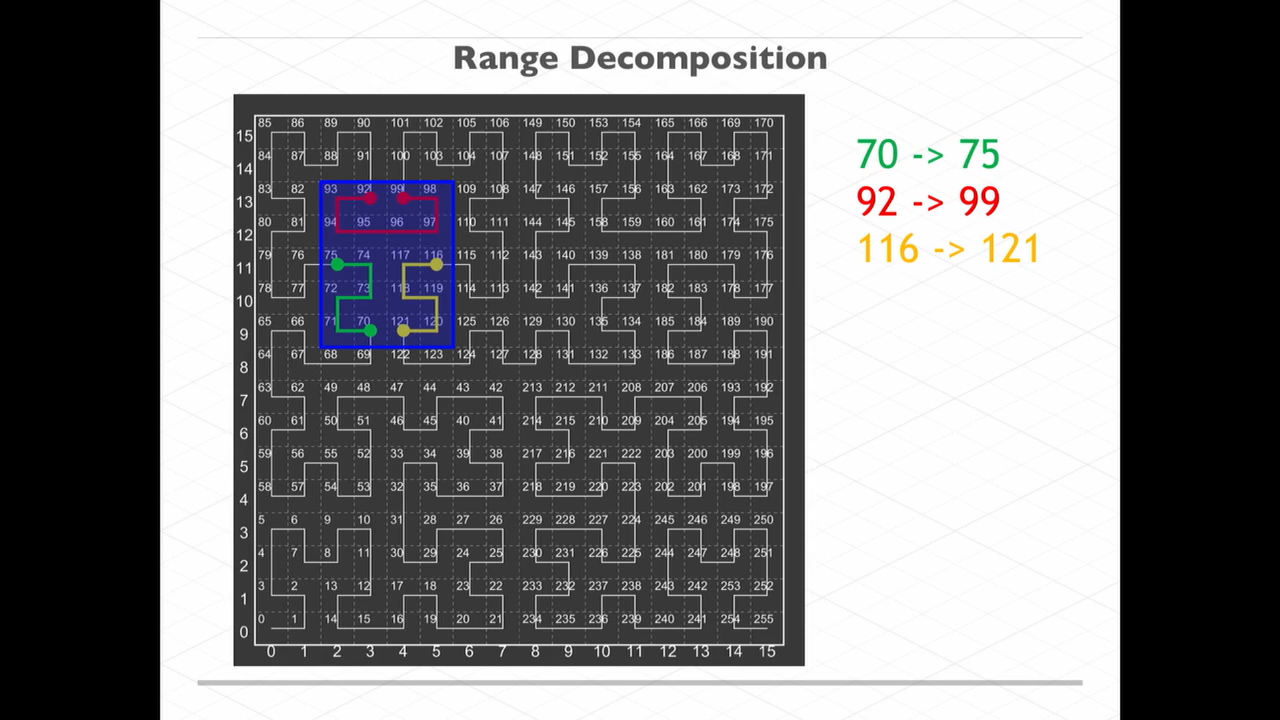 Range Decomposition
85 86 89 90 101 102 105 106 149 150 153 154 165 166 169 170
15
84 87 88 91 100 103 104 107 148 151 152 155 164 167 168 171
14
83 82 93 92 99 98 109 108 147 146 157 156 163 162 173 172
13
80 81 94 95 96 97 110 111 144 145 158 159 160 161 174 175
12
79 76 75 74 117 116 115 112 143 140 139 138 181 180 179 176
11
78 77 72 73 118 119 114 113 142 141 136 137 182 183 178 177
10
65 66 71 70 121 120 125 126 129 130 135 134 185 184 189 190
9
64 67 68 69 122 123 124 127 128 131 132 133 186 187 188 191
8
63 62 49 48 47 44 43 42 213 212 211 208 207 206 193 192
7
60 61 50 51 46 45 40 41 214 215 210 209 204 205 194 195
6
59 56 55 52 33 34 39 38 217 216 221 222 203 200 199 196
5
58 57 54 53 32 35 36 37 218 219 220 223 202 201 198 197
4
5 6 9 10 31 28 27 26 229 228 227 224 245 246 249 250
3
4 7 8 11 30 29 24 25 230 231 226 225 244 247 248 251
2
3 2 13 12 17 18 23 22 233 232 237 238 243 242 253 252
1
0 1 14 15 16 19 20 21 234 235 236 239 240 241 254 255
0
0 1 2 3 4 5 6 7 8 9 10 11 12 13 14 15
70 -> 75
92 -> 99
116 -> 121